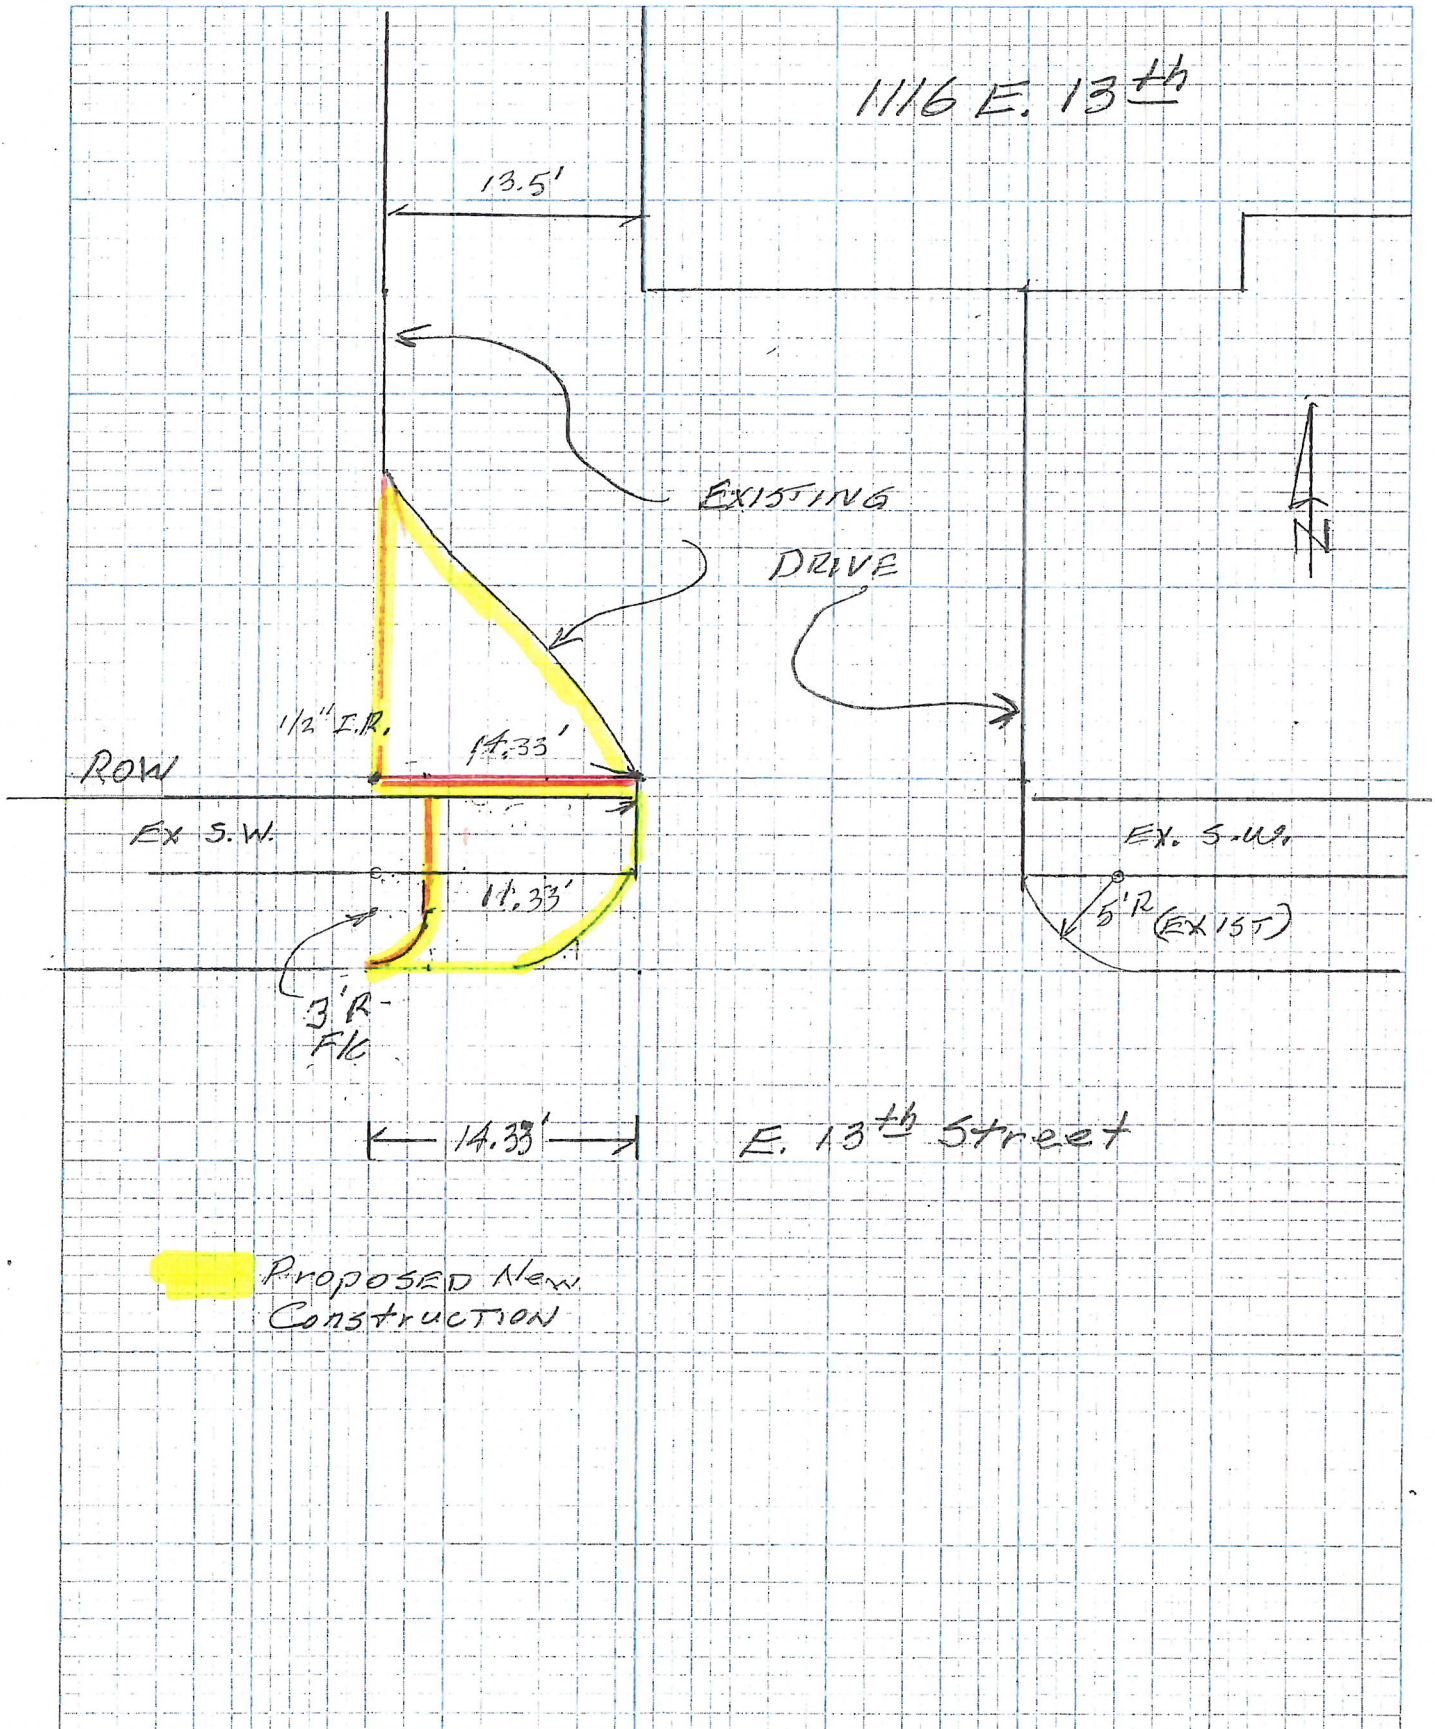 1116 E. 13th
13.5'
EXISTING
DRIVE
N
1/2" I.R.
14.33'
ROW
EX S.W.
EX. S.W.
11.33'
5'R (EXIST)
3'R-
F/C
14.33'
E. 13th Street
PROPOSED New
ConstructION